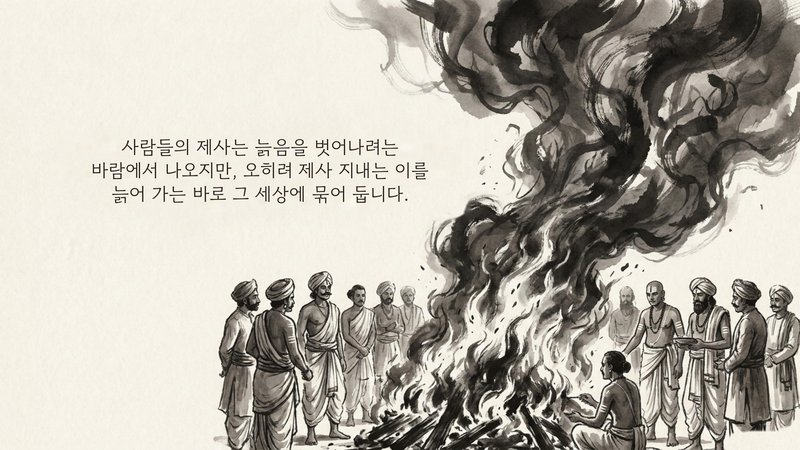 사람들의 제사는 늙음을 벗어나려는
바람에서 나오지만, 오히려 제사 지내는 이를
늙어 가는 바로 그 세상에 묶어 둡니다.